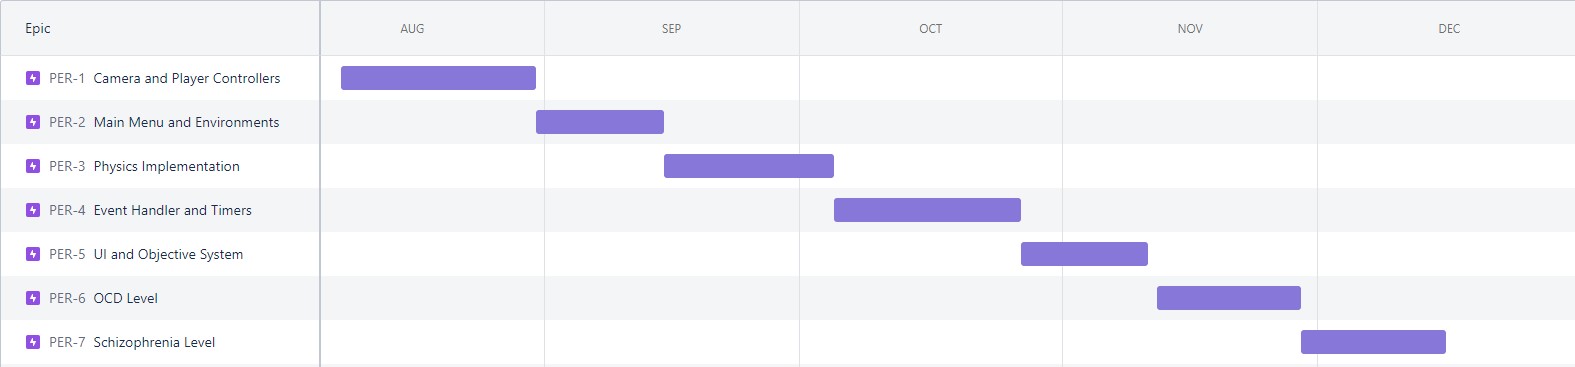 Epic AUG SEP OCT NOV DEC
PER-1 Camera and Player Controllers
PER-2 Main Menu and Environments
PER-3 Physics Implementation
PER-4 Event Handler and Timers
PER-5 UI and Objective System
PER-6 OCD Level
PER-7 Schizophrenia Level